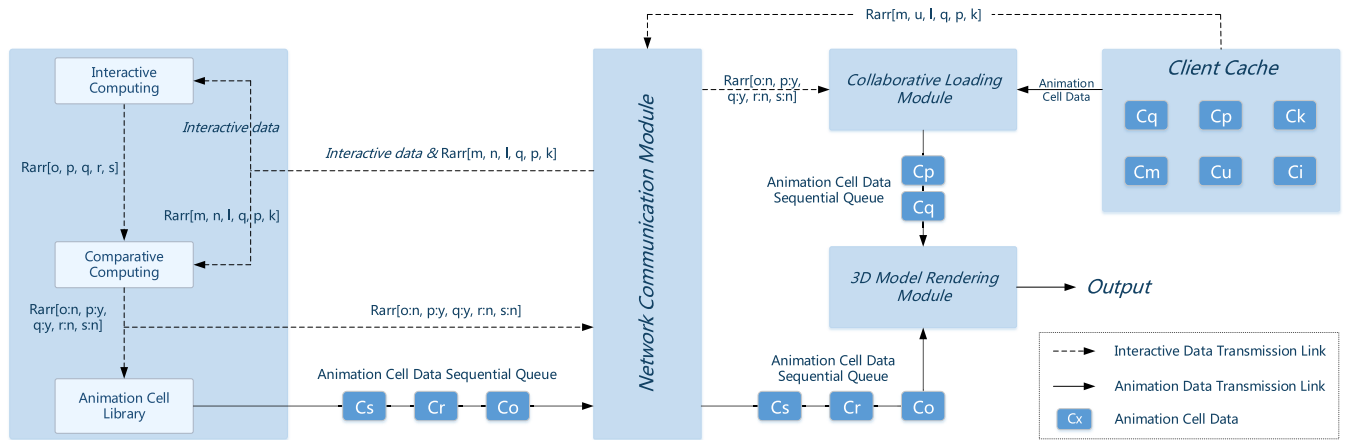 Rarr[m, u, l, q, p, k]
Interactive
Computing
Interactive data
Rarr[o, p, q, r, s]
Rarr[m, n, l, q, p, k]
Comparative
Computing
Rarr[o:n, p:y,
q:y, r:n, s:n]
Animation Cell
Library
Interactive data & Rarr[m, n, l, q, p, k]
Rarr[o:n, p:y, q:y, r:n, s:n]
Animation Cell Data Sequential Queue
Cs Cr Co
Network Communication Module
Rarr[o:n, p:y,
q:y, r:n, s:n]
Collaborative Loading
Module
Animation
Cell Data
Client Cache
Cq Cp Ck
Cm Cu Ci
Animation Cell Data
Sequential Queue
Cp
Cq
3D Model Rendering
Module
Output
Animation Cell Data
Sequential Queue
Cs Cr Co
Interactive Data Transmission Link
Animation Data Transmission Link
Cx Animation Cell Data